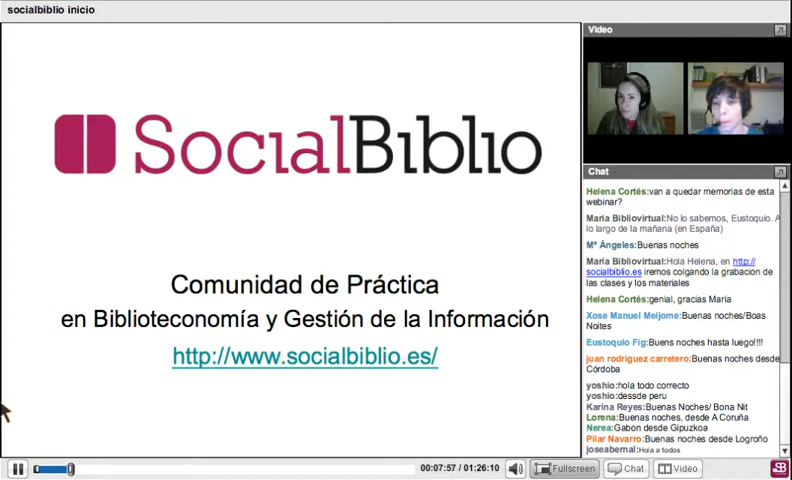 socialbiblio inicio
SocialBiblio
Comunidad de Práctica
en Biblioteconomía y Gestión de la Información
http://www.socialbiblio.es/
Video
Chat
Helena Cortés:van a quedar memorias de esta
webinar?
Maria Bibliovirtual:No lo sabemos, Eustoquio. A
lo largo de la mañana (en España)
Mª Ángeles:Buenas noches
Maria Bibliovirtual:Hola Helena, en http://
socialbiblio.es iremos colgando la grabacion de
las clases y los materiales
Helena Cortés:genial, gracias María
Xose Manuel Meijome:Buenas noches/Boas
Noites
Eustoquio Fig:Buens noches hasta luego!!!!
juan rodriguez carretero:Buenas noches desde
Córdoba
yoshio:hola todo correcto
yoshio:dessde peru
Karina Reyes:Buenas Noches/ Bona Nit
Lorena:Buenas noches, desde A Coruña
Nerea:Gabon desde Gipuzkoa
Pilar Navarro:Buenas noches desde Logroño
joseabernal:Hola a todos
00:07:57 / 01:26:10
Fullscreen
Chat
Video
SB